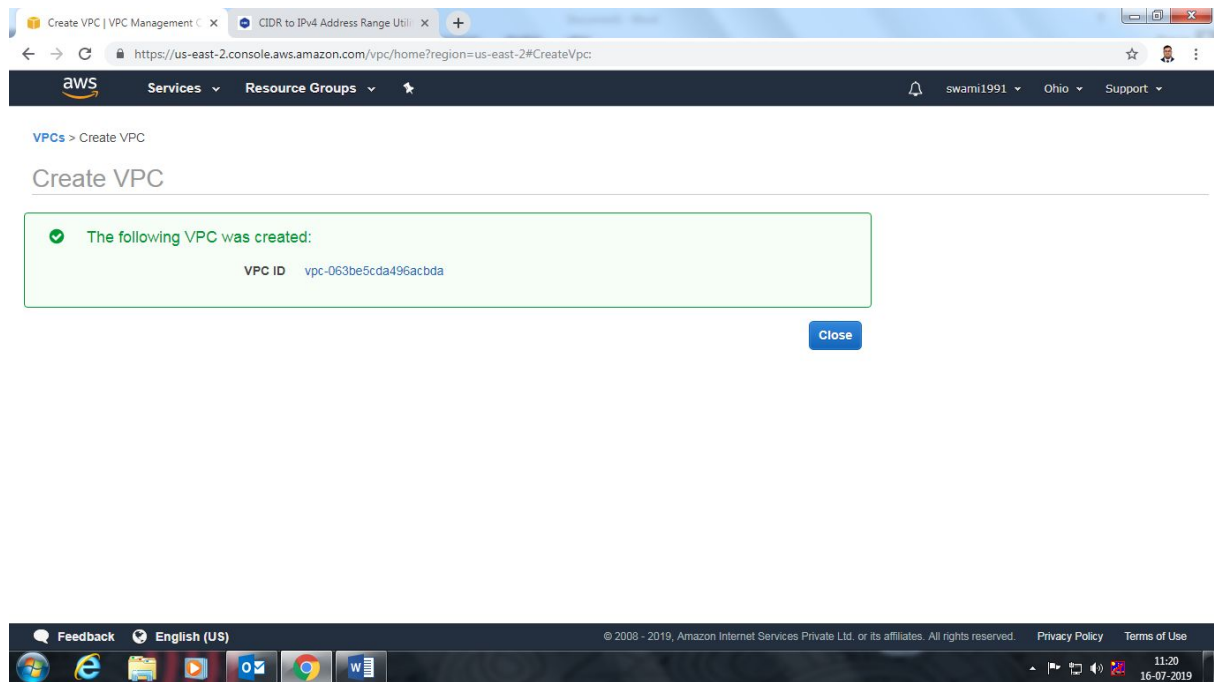 Create VPC | VPC Management C
CIDR to IPv4 Address Range Utili
https://us-east-2.console.aws.amazon.com/vpc/home?region=us-east-2#CreateVpc:
aws Services Resource Groups swami1991 Ohio Support
VPCs > Create VPC
Create VPC
The following VPC was created:
VPC ID vpc-063be5cda496acbda
Close
Feedback English (US) © 2008 - 2019, Amazon Internet Services Private Ltd. or its affiliates. All rights reserved. Privacy Policy Terms of Use
11:20
16-07-2019